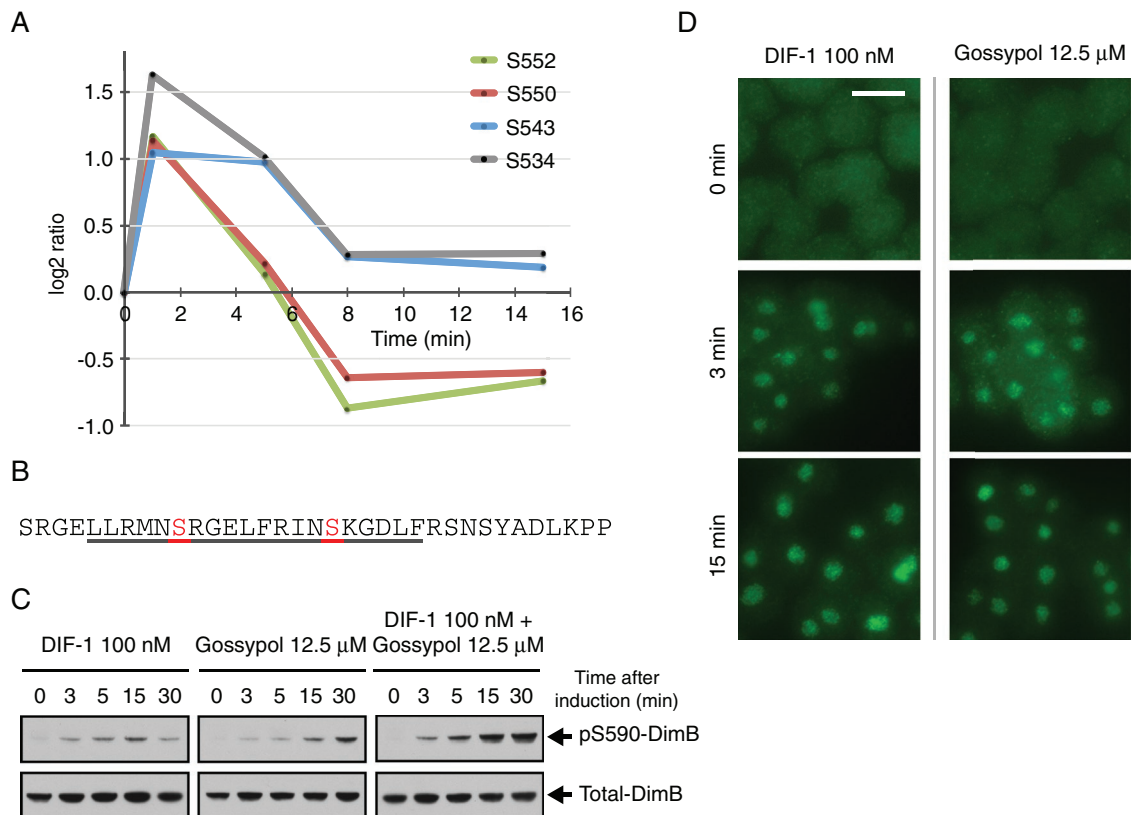 A
S552
S550
S543
S534
1.5
1.0
0.5
0.0
-0.5
-1.0
log2 ratio
0 2 4 6 8 10 12 14 16
Time (min)
B
SRGELLRMNSRGELFRINSKGDLFRSNSYADLKPP
C
DIF-1 100 nM
Gossypol 12.5 μM
DIF-1 100 nM +
Gossypol 12.5 μM
0 3 5 15 30
0 3 5 15 30
0 3 5 15 30
Time after
induction (min)
pS590-DimB
Total-DimB
D
DIF-1 100 nM
Gossypol 12.5 μM
0 min
3 min
15 min